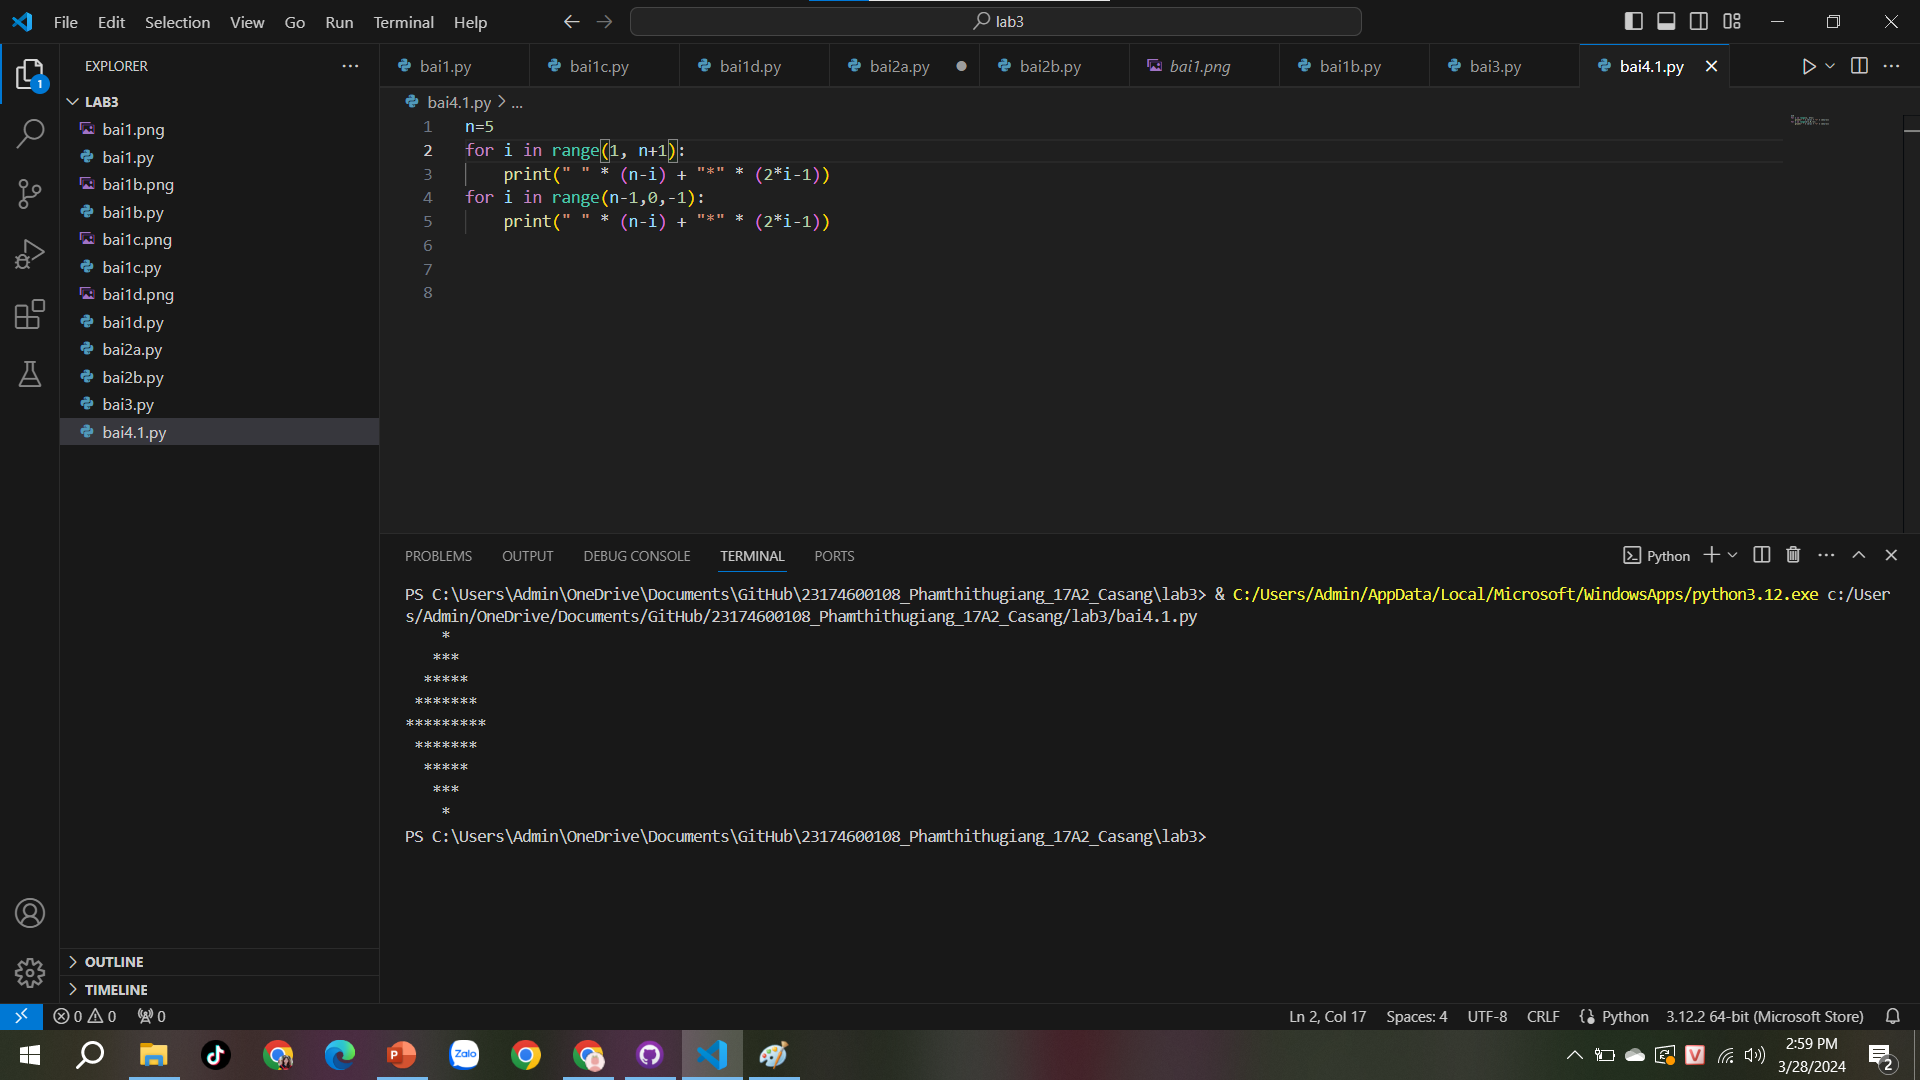 File Edit Selection View Go Run Terminal Help
lab3
EXPLORER
LAB3
bai1.png
bai1.py
bai1b.png
bai1b.py
bai1c.png
bai1c.py
bai1d.png
bai1d.py
bai2a.py
bai2b.py
bai3.py
bai4.1.py
OUTLINE
TIMELINE
1
bai1.py bai1c.py bai1d.py bai2a.py bai2b.py bai1.png bai1b.py bai3.py bai4.1.py
bai4.1.py > ...
1 n=5
2 for i in range(1, n+1):
3     print(" " * (n-i) + "*" * (2*i-1))
4 for i in range(n-1,0,-1):
5     print(" " * (n-i) + "*" * (2*i-1))
6
7
8
PROBLEMS OUTPUT DEBUG CONSOLE TERMINAL PORTS
Python
PS C:\Users\Admin\OneDrive\Documents\GitHub\23174600108_Phamthithugiang_17A2_Casang\lab3> & C:/Users/Admin/AppData/Local/Microsoft/WindowsApps/python3.12.exe c:/User
s/Admin/OneDrive/Documents/GitHub/23174600108_Phamthithugiang_17A2_Casang/lab3/bai4.1.py
    *
   ***
  *****
 *******
*********
 *******
  *****
   ***
    *
PS C:\Users\Admin\OneDrive\Documents\GitHub\23174600108_Phamthithugiang_17A2_Casang\lab3>
0 0 0
Ln 2, Col 17 Spaces: 4 UTF-8 CRLF Python 3.12.2 64-bit (Microsoft Store)
Zalo
V
2:59 PM
3/28/2024
2